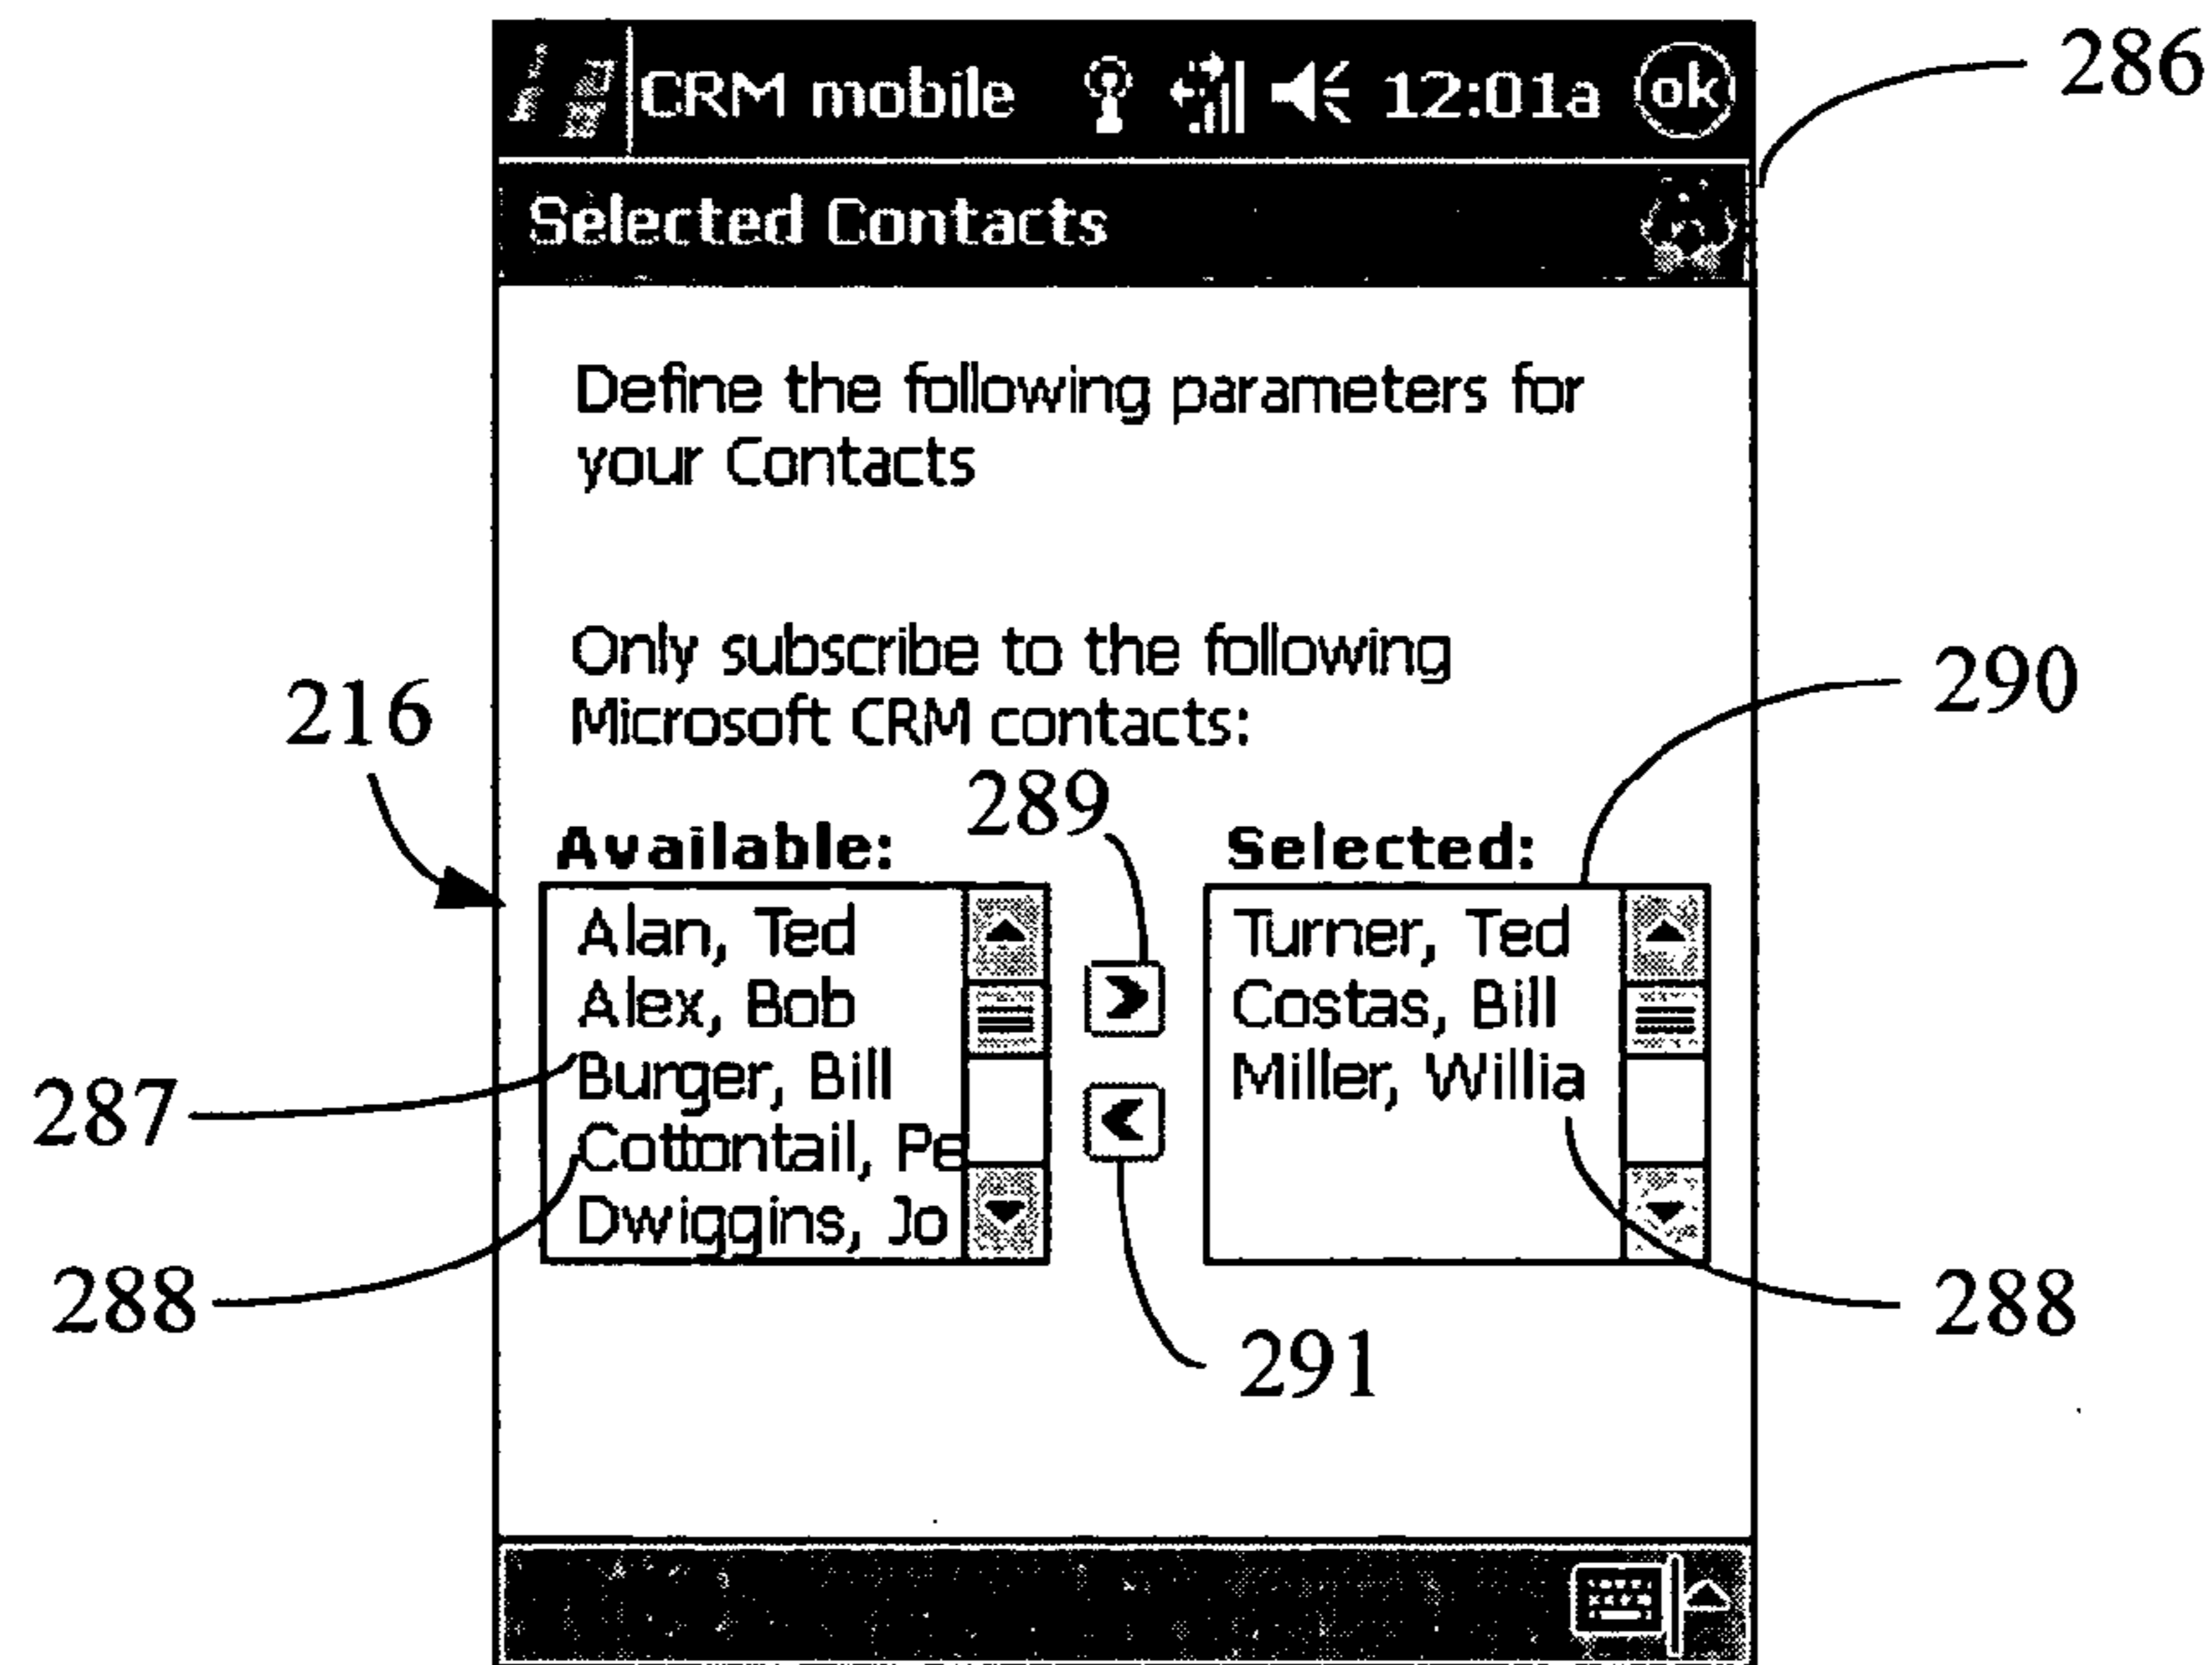 CRM mobile 12:01a ok
286
Selected Contacts
Define the following parameters for
your Contacts
Only subscribe to the following
Microsoft CRM contacts:
216
290
289
Available:
Selected:
Alan, Ted
Alex, Bob
Burger, Bill
Cottontail, Pe
Dwiggins, Jo
Turner, Ted
Costas, Bill
Miller, Willia
287
288
288
291